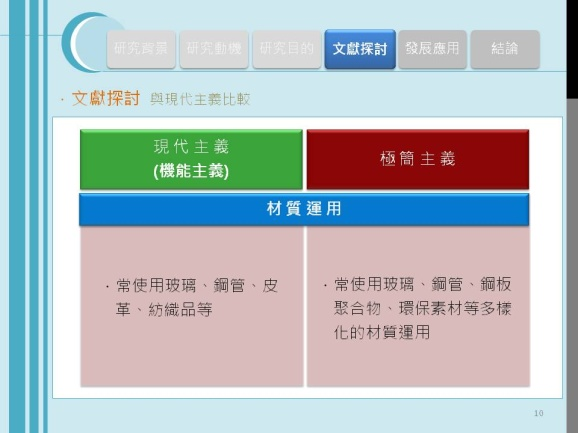 研究背景 研究動機 研究目的 文獻探討 發展應用 結論
· 文獻探討 與現代主義比較
現代主義
(機能主義)
極簡主義
材質運用
· 常使用玻璃、鋼管、皮
革、紡織品等
· 常使用玻璃、鋼管、鋼板
聚合物、環保素材等多樣
化的材質運用
10